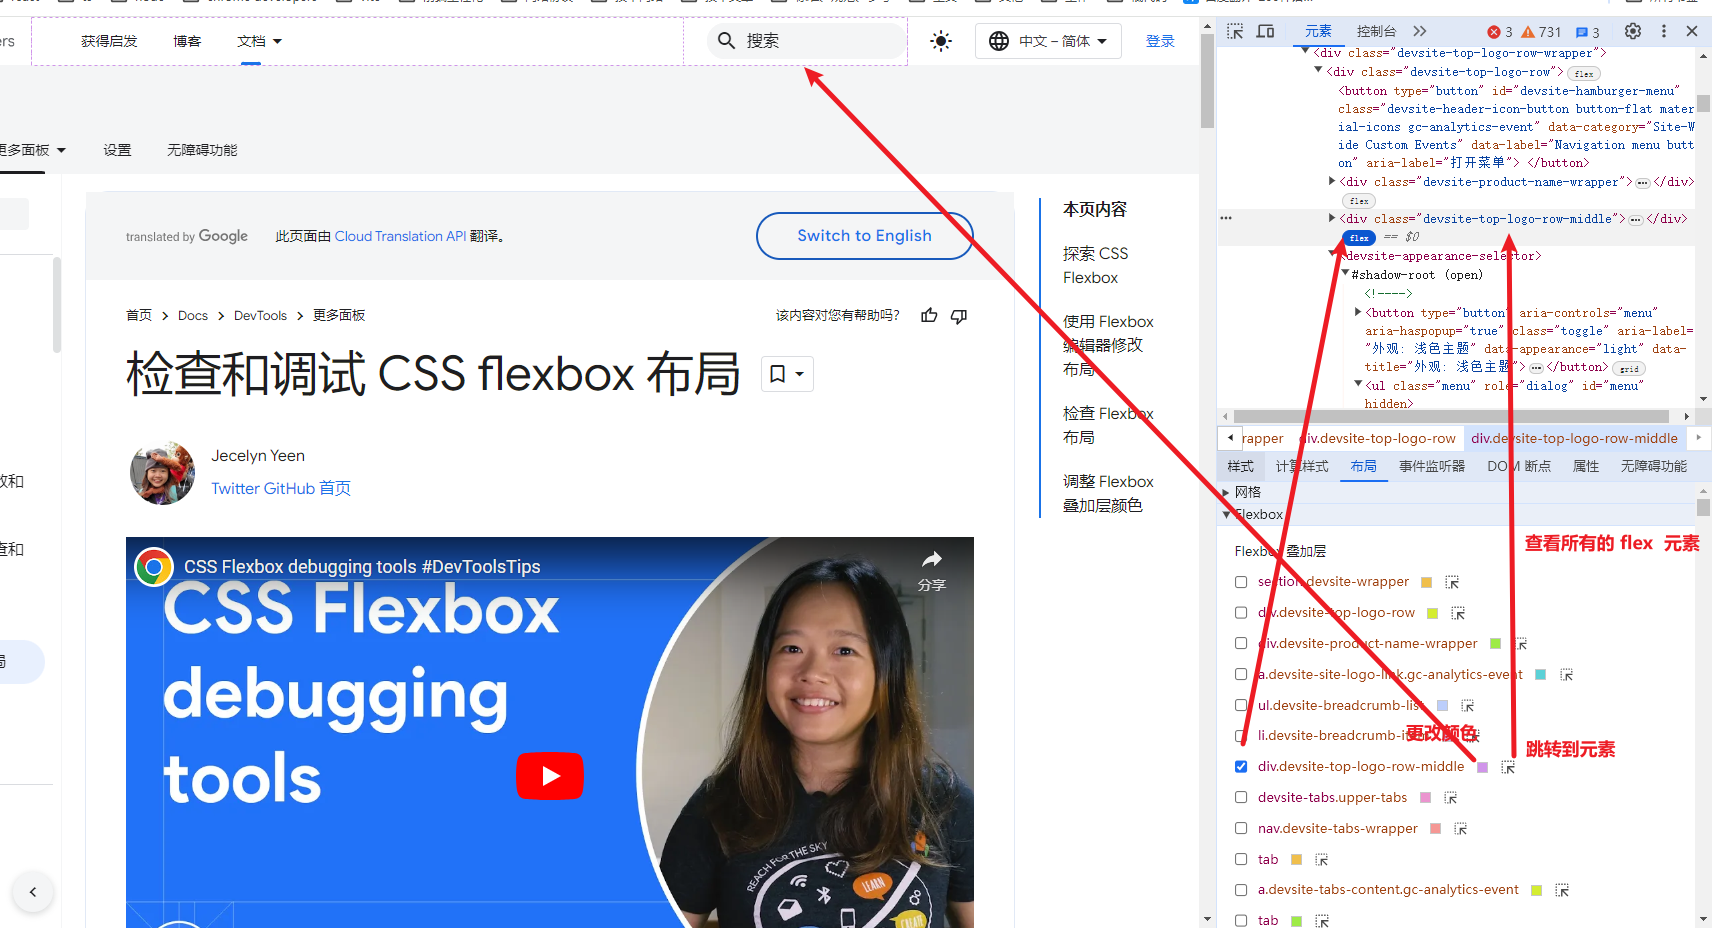 ers
获得启发
博客
文档
搜索
中文 – 简体
登录
更多面板
设置
无障碍功能
translated by Google
此页面由 Cloud Translation API 翻译。
Switch to English
首页
Docs
DevTools
更多面板
该内容对您有帮助吗?
检查和调试 CSS flexbox 布局
Jecelyn Yeen
Twitter GitHub 首页
CSS Flexbox debugging tools #DevToolsTips
分享
CSS Flexbox
debugging
tools
REACH FOR THE SKY
LEARN
CREATE
改和
查和
局
本页内容
探索 CSS
Flexbox
使用 Flexbox
编辑器修改
布局
检查 Flexbox
布局
调整 Flexbox
叠加层颜色
元素
控制台
3
731
3
<div class="devsite-top-logo-row-wrapper">
<div class="devsite-top-logo-row"> flex
<button type="button" id="devsite-hamburger-menu"
class="devsite-header-icon-button button-flat mater
ial-icons gc-analytics-event" data-category="Site-W
ide Custom Events" data-label="Navigation menu butt
on" aria-label="打开菜单"> </button>
<div class="devsite-product-name-wrapper">…</div>
flex
<div class="devsite-top-logo-row-middle">…</div>
flex == $0
<devsite-appearance-selector>
#shadow-root (open)
<!---->
<button type="button" aria-controls="menu"
aria-haspopup="true" class="toggle" aria-label=
"外观: 浅色主题" data-appearance="light" data-
title="外观: 浅色主题">…</button> grid
<ul class="menu" role="dialog" id="menu"
hidden>
rapper
div.devsite-top-logo-row
div.devsite-top-logo-row-middle
样式
计算样式
布局
事件监听器
DOM 断点
属性
无障碍功能
网格
Flexbox
Flexbox 叠加层
查看所有的 flex 元素
section.devsite-wrapper
div.devsite-top-logo-row
div.devsite-product-name-wrapper
a.devsite-site-logo-link.gc-analytics-event
ul.devsite-breadcrumb-list
更改颜色
li.devsite-breadcrumb-item
跳转到元素
div.devsite-top-logo-row-middle
devsite-tabs.upper-tabs
nav.devsite-tabs-wrapper
tab
a.devsite-tabs-content.gc-analytics-event
tab